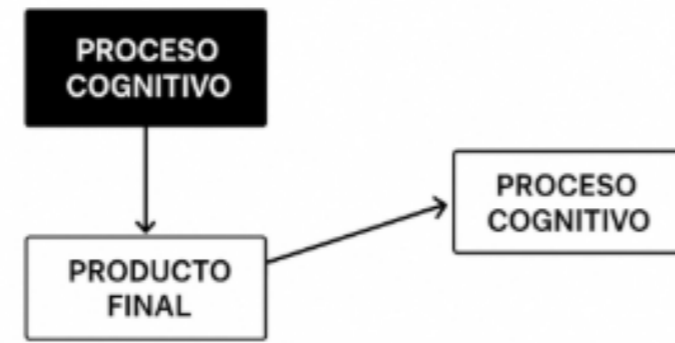 PROCESO
COGNITIVO
PRODUCTO
FINAL
PROCESO
COGNITIVO